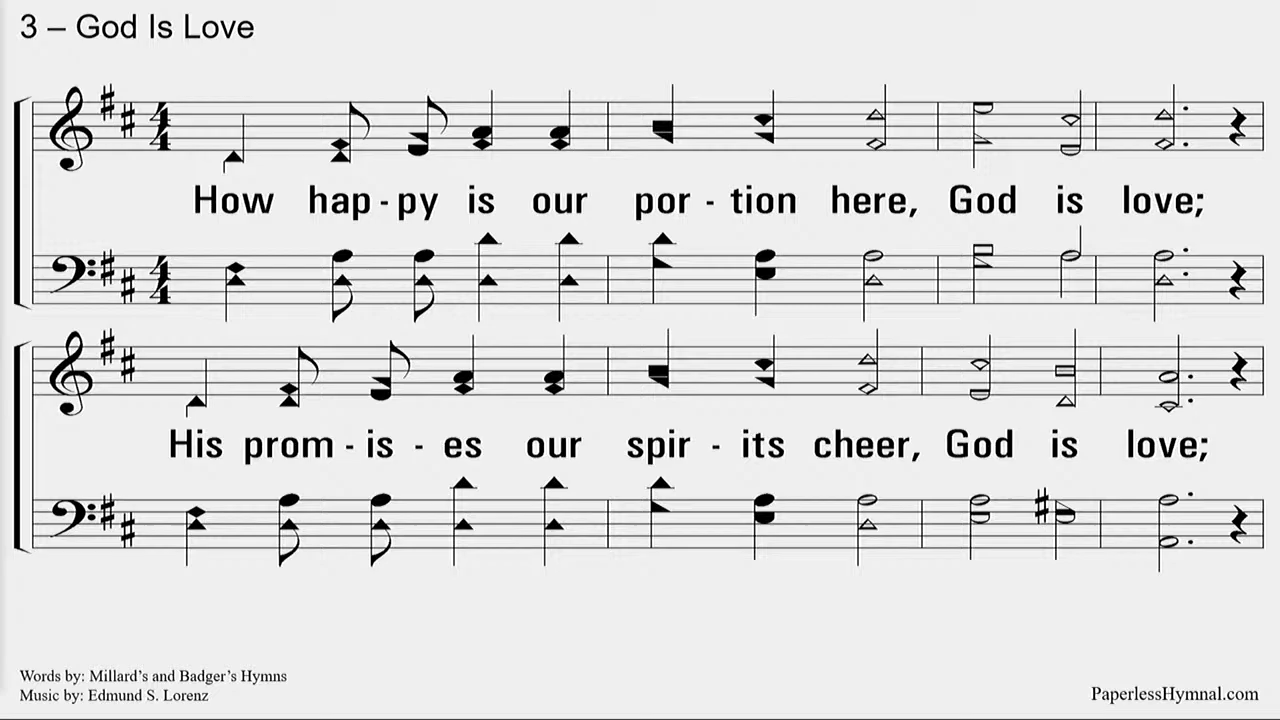 3 – God Is Love
How hap - py is our por - tion here, God is love;
His prom - is - es our spir - its cheer, God is love;
Words by: Millard’s and Badger’s Hymns
Music by: Edmund S. Lorenz
PaperlessHymnal.com